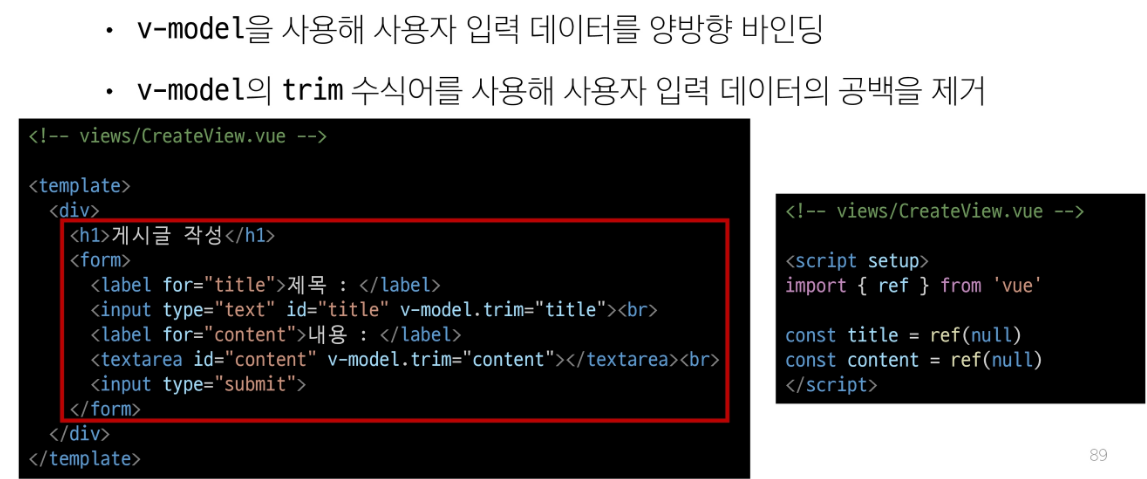 • v-model을 사용해 사용자 입력 데이터를 양방향 바인딩
• v-model의 trim 수식어를 사용해 사용자 입력 데이터의 공백을 제거
<!-- views/CreateView.vue -->
<template>
<div>
<h1>게시글 작성</h1>
<form>
<label for="title">제목 : </label>
<input type="text" id="title" v-model.trim="title"><br>
<label for="content">내용 : </label>
<textarea id="content" v-model.trim="content"></textarea><br>
<input type="submit">
</form>
</div>
</template>
<!-- views/CreateView.vue -->
<script setup>
import { ref } from 'vue'
const title = ref(null)
const content = ref(null)
</script>
89